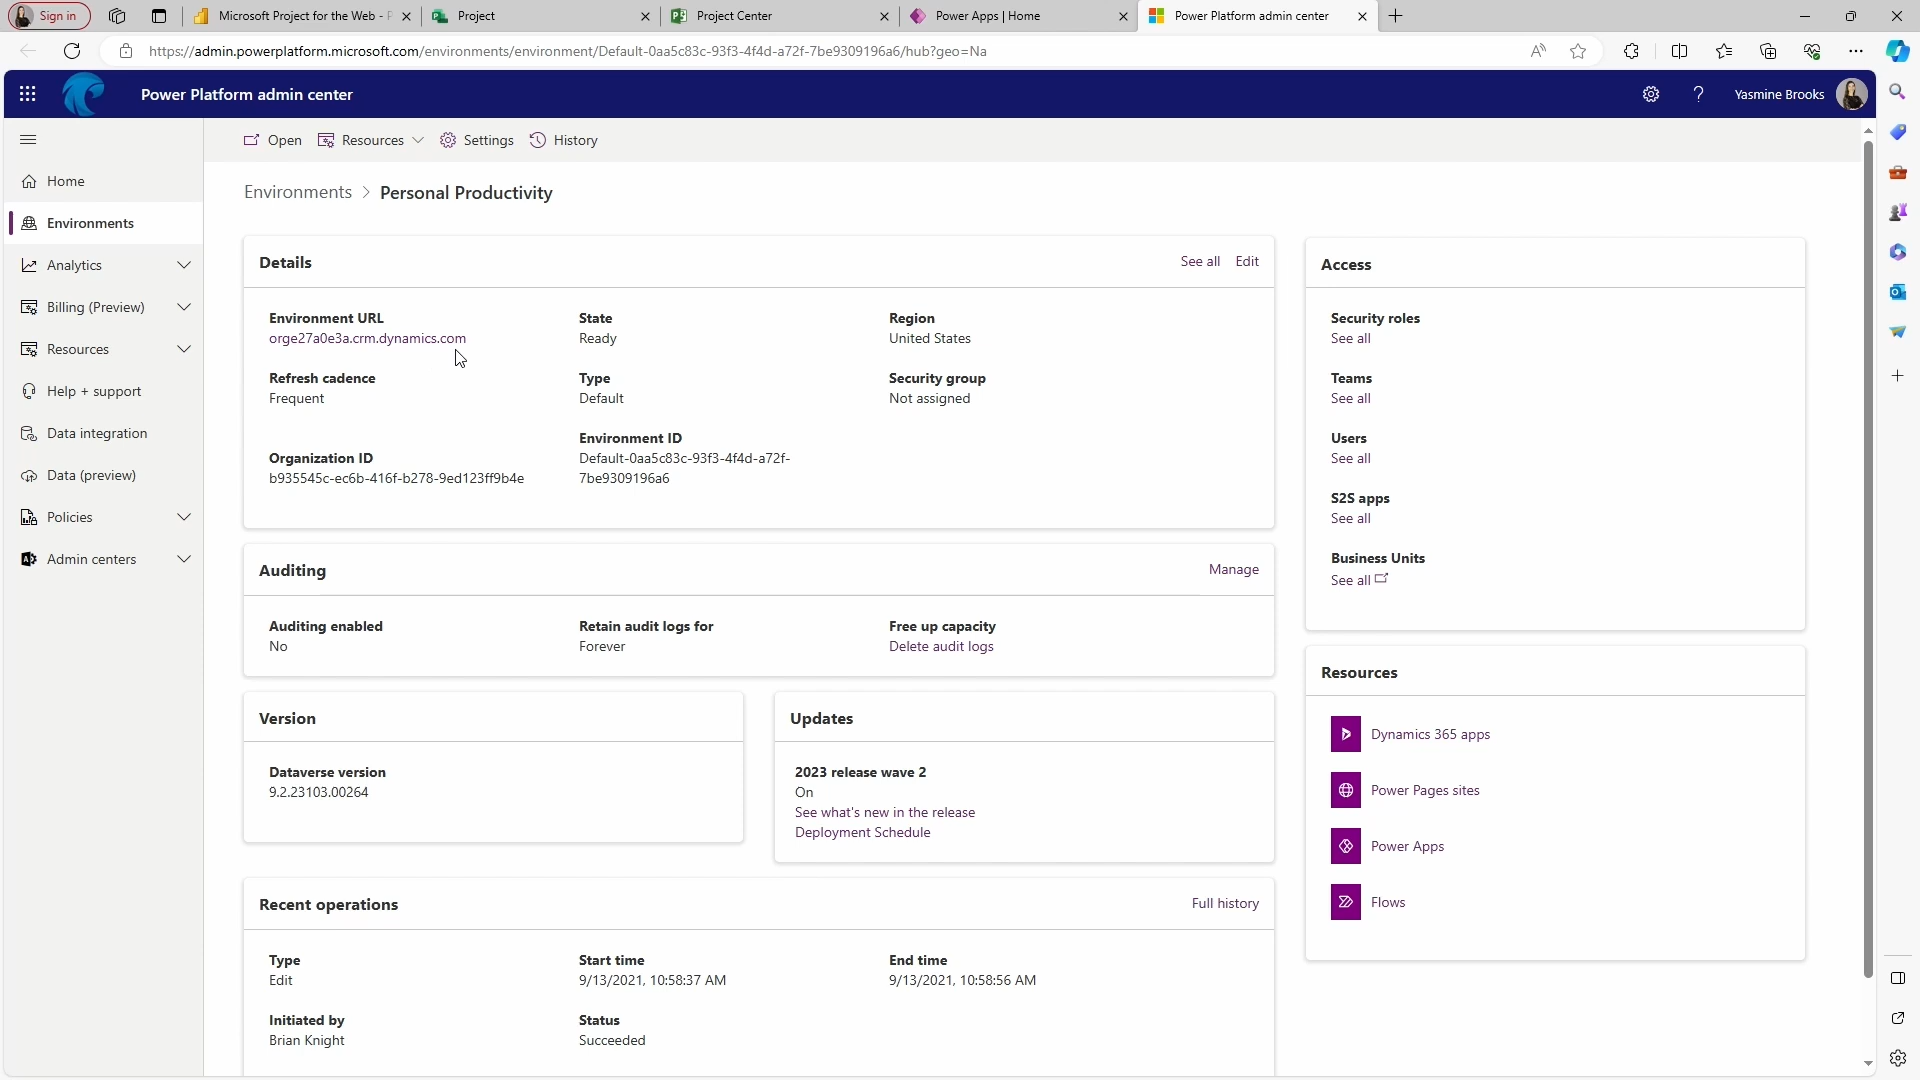 Sign in
Microsoft Project for the Web - P
Project
Project Center
Power Apps | Home
Power Platform admin center
https://admin.powerplatform.microsoft.com/environments/environment/Default-0aa5c83c-93f3-4f4d-a72f-7be9309196a6/hub?geo=Na
Power Platform admin center
? Yasmine Brooks
Open Resources Settings History
Home
Environments
Analytics
Billing (Preview)
Resources
Help + support
Data integration
Data (preview)
Policies
Admin centers
Environments > Personal Productivity
Details See all Edit
Environment URL
orge27a0e3a.crm.dynamics.com
State
Ready
Region
United States
Refresh cadence
Frequent
Type
Default
Security group
Not assigned
Organization ID
b935545c-ec6b-416f-b278-9ed123ff9b4e
Environment ID
Default-0aa5c83c-93f3-4f4d-a72f-
7be9309196a6
Auditing Manage
Auditing enabled
No
Retain audit logs for
Forever
Free up capacity
Delete audit logs
Version
Dataverse version
9.2.23103.00264
Updates
2023 release wave 2
On
See what's new in the release
Deployment Schedule
Recent operations Full history
Type
Edit
Start time
9/13/2021, 10:58:37 AM
End time
9/13/2021, 10:58:56 AM
Initiated by
Brian Knight
Status
Succeeded
Access
Security roles
See all
Teams
See all
Users
See all
S2S apps
See all
Business Units
See all
Resources
Dynamics 365 apps
Power Pages sites
Power Apps
Flows